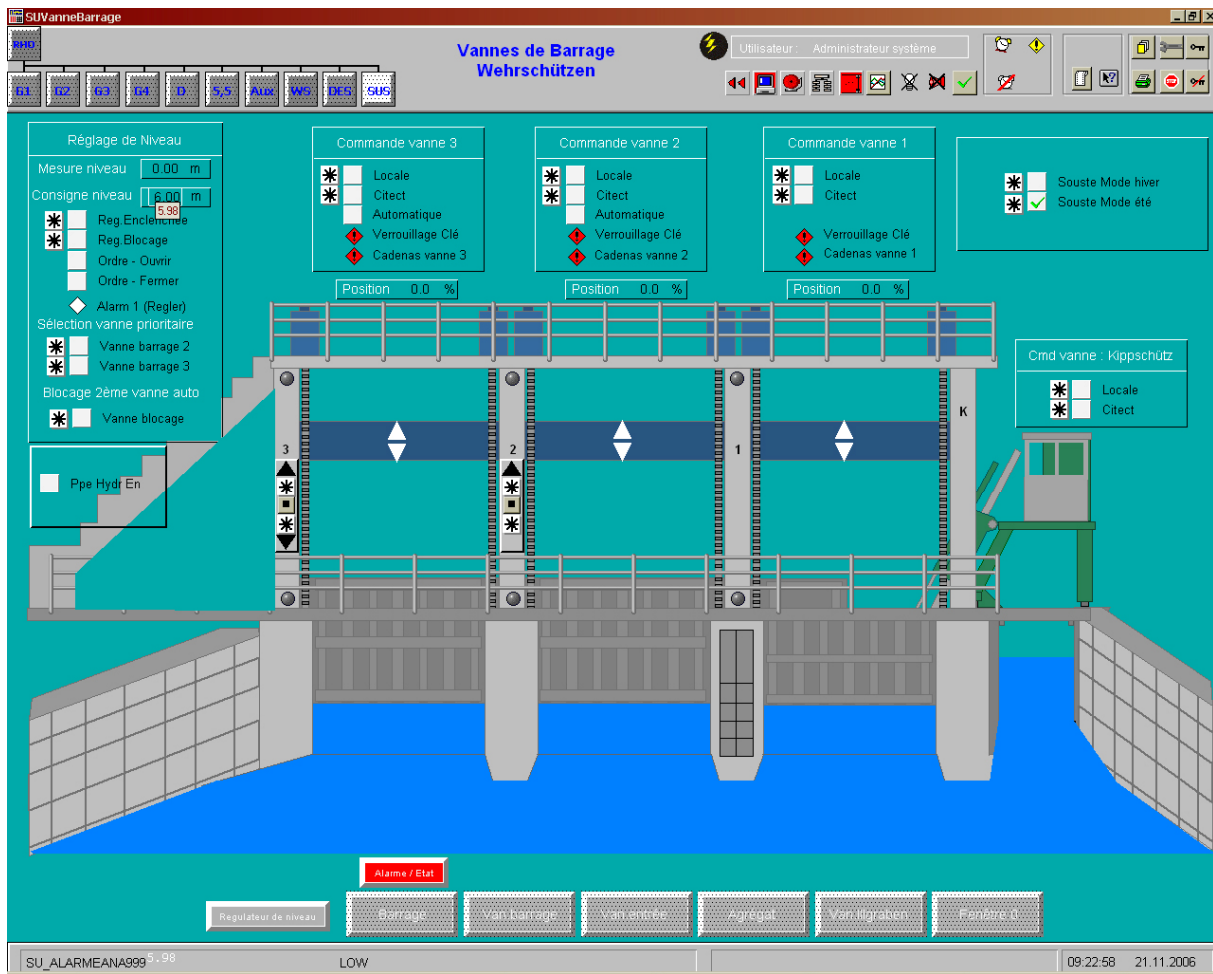 SUVanneBarrage
RHO
Vannes de Barrage
Wehrschützen
Utilisateur : Administrateur système
G1 G2 G3 G4 D 5,5 Aux WS DES SUS
Réglage de Niveau
Mesure niveau 0.00 m
Consigne niveau 6.00 m
5.98
Reg.Enclenchée
Reg.Blocage
Ordre - Ouvrir
Ordre - Fermer
Alarm 1 (Regler)
Sélection vanne prioritaire
Vanne barrage 2
Vanne barrage 3
Blocage 2ème vanne auto
Vanne blocage
Ppe Hydr En
Commande vanne 3
Locale
Citect
Automatique
Verrouillage Clé
Cadenas vanne 3
Position 0.0 %
Commande vanne 2
Locale
Citect
Automatique
Verrouillage Clé
Cadenas vanne 2
Position 0.0 %
Commande vanne 1
Locale
Citect
Verrouillage Clé
Cadenas vanne 1
Position 0.0 %
Souste Mode hiver
Souste Mode été
Cmd vanne : Kippschütz
Locale
Citect
3 2 1 K
Alarme / Etat
Regulateur de niveau Barrage Van barrage Van entrée Agrégat Van Illgraben Fenêtre 0
SU_ALARMEANA999 5.98 LOW 09:22:58 21.11.2006